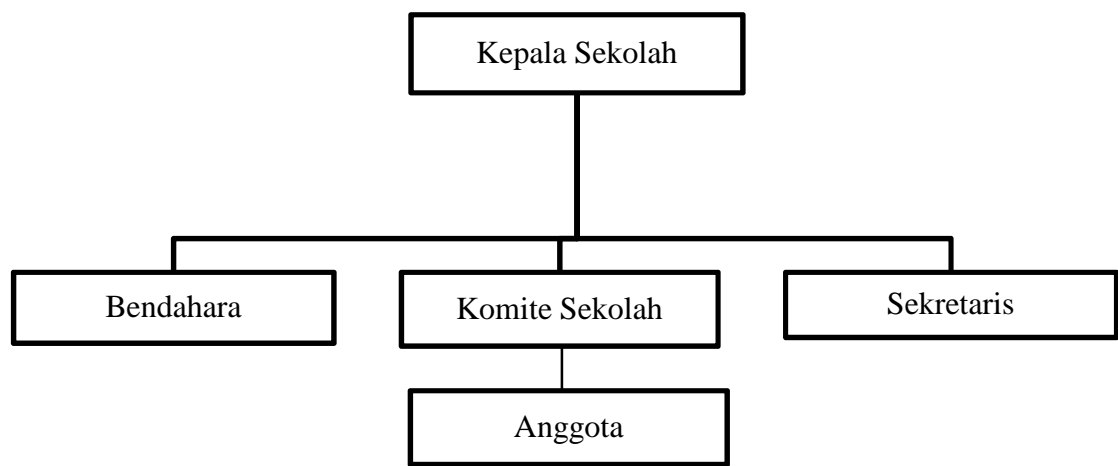 Kepala Sekolah
Bendahara
Komite Sekolah
Sekretaris
Anggota